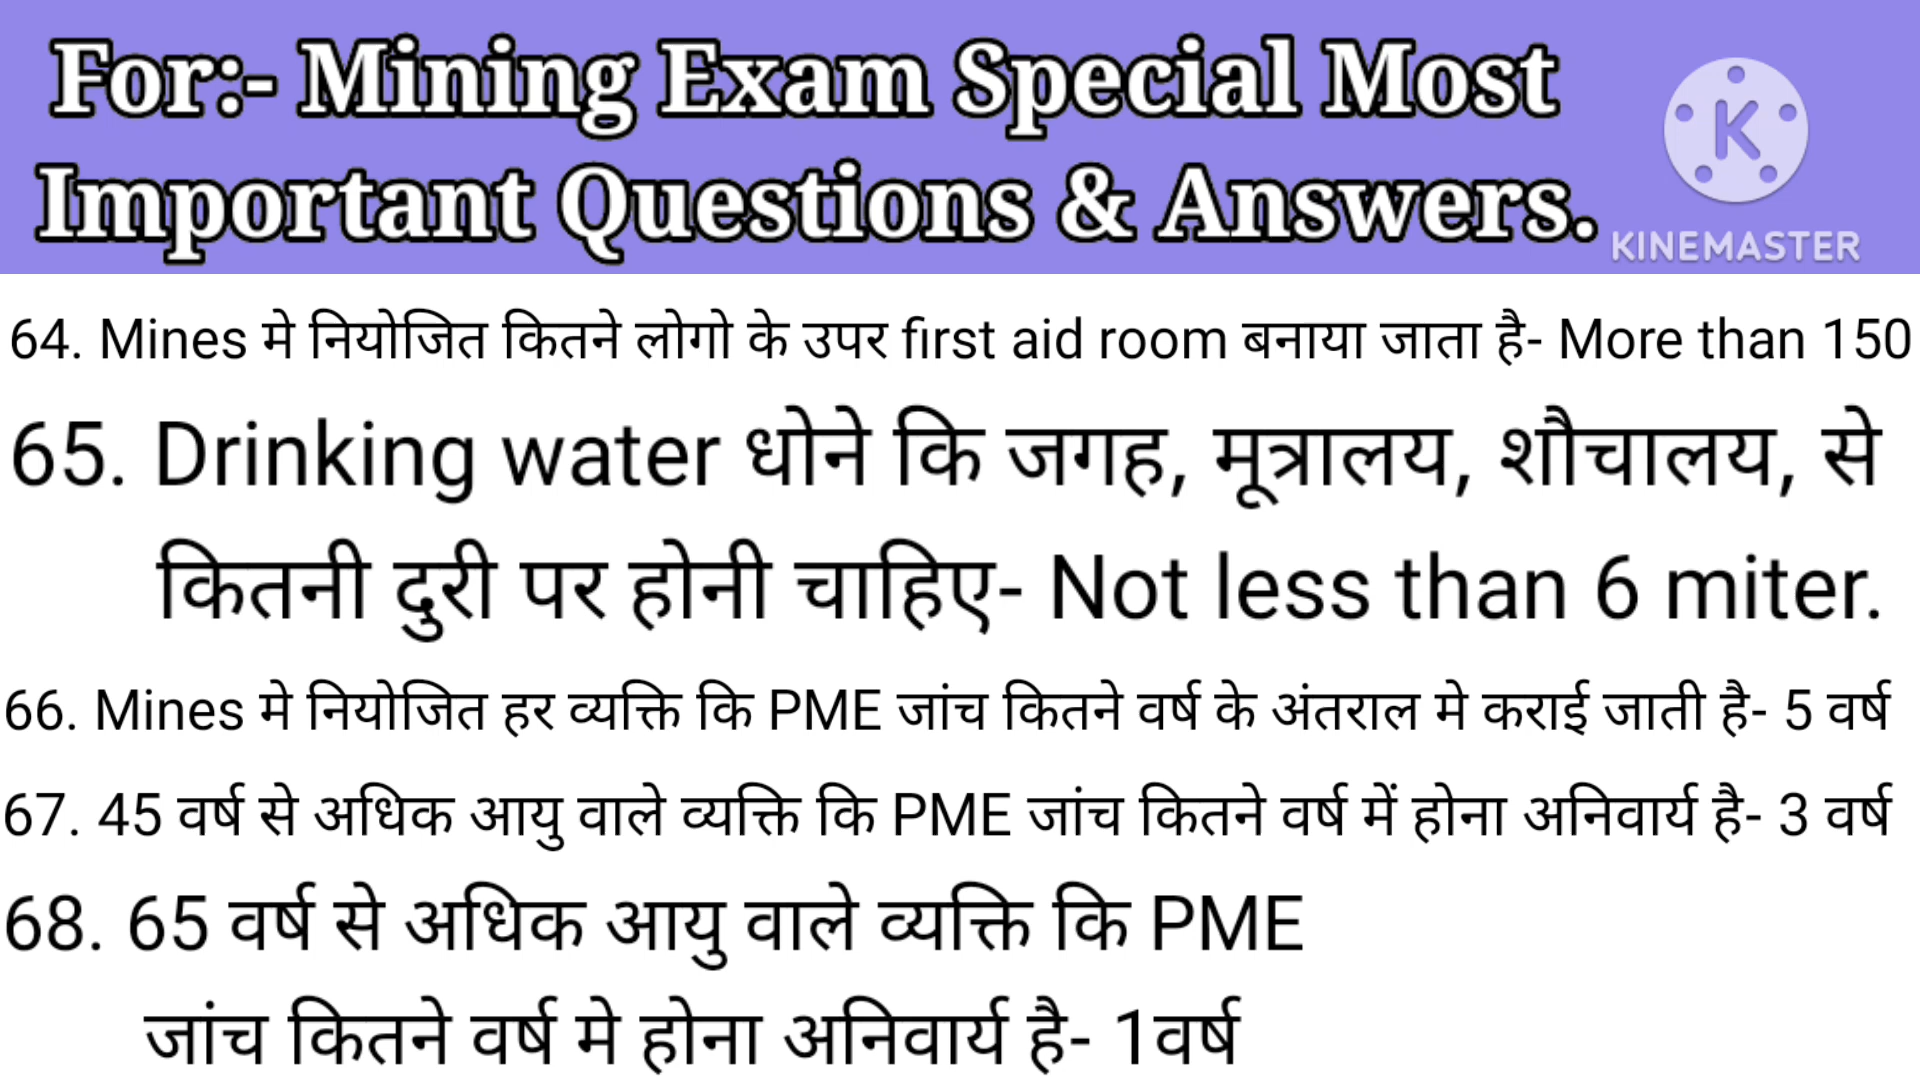 For:- Mining Exam Special Most
Important Questions & Answers.
K
KINEMASTER
64. Mines मे नियोजित कितने लोगो के उपर first aid room बनाया जाता है- More than 150
65. Drinking water धोने कि जगह, मूत्रालय, शौचालय, से
कितनी दुरी पर होनी चाहिए- Not less than 6 miter.
66. Mines मे नियोजित हर व्यक्ति कि PME जांच कितने वर्ष के अंतराल मे कराई जाती है- 5 वर्ष
67. 45 वर्ष से अधिक आयु वाले व्यक्ति कि PME जांच कितने वर्ष में होना अनिवार्य है- 3 वर्ष
68. 65 वर्ष से अधिक आयु वाले व्यक्ति कि PME
जांच कितने वर्ष मे होना अनिवार्य है- 1वर्ष